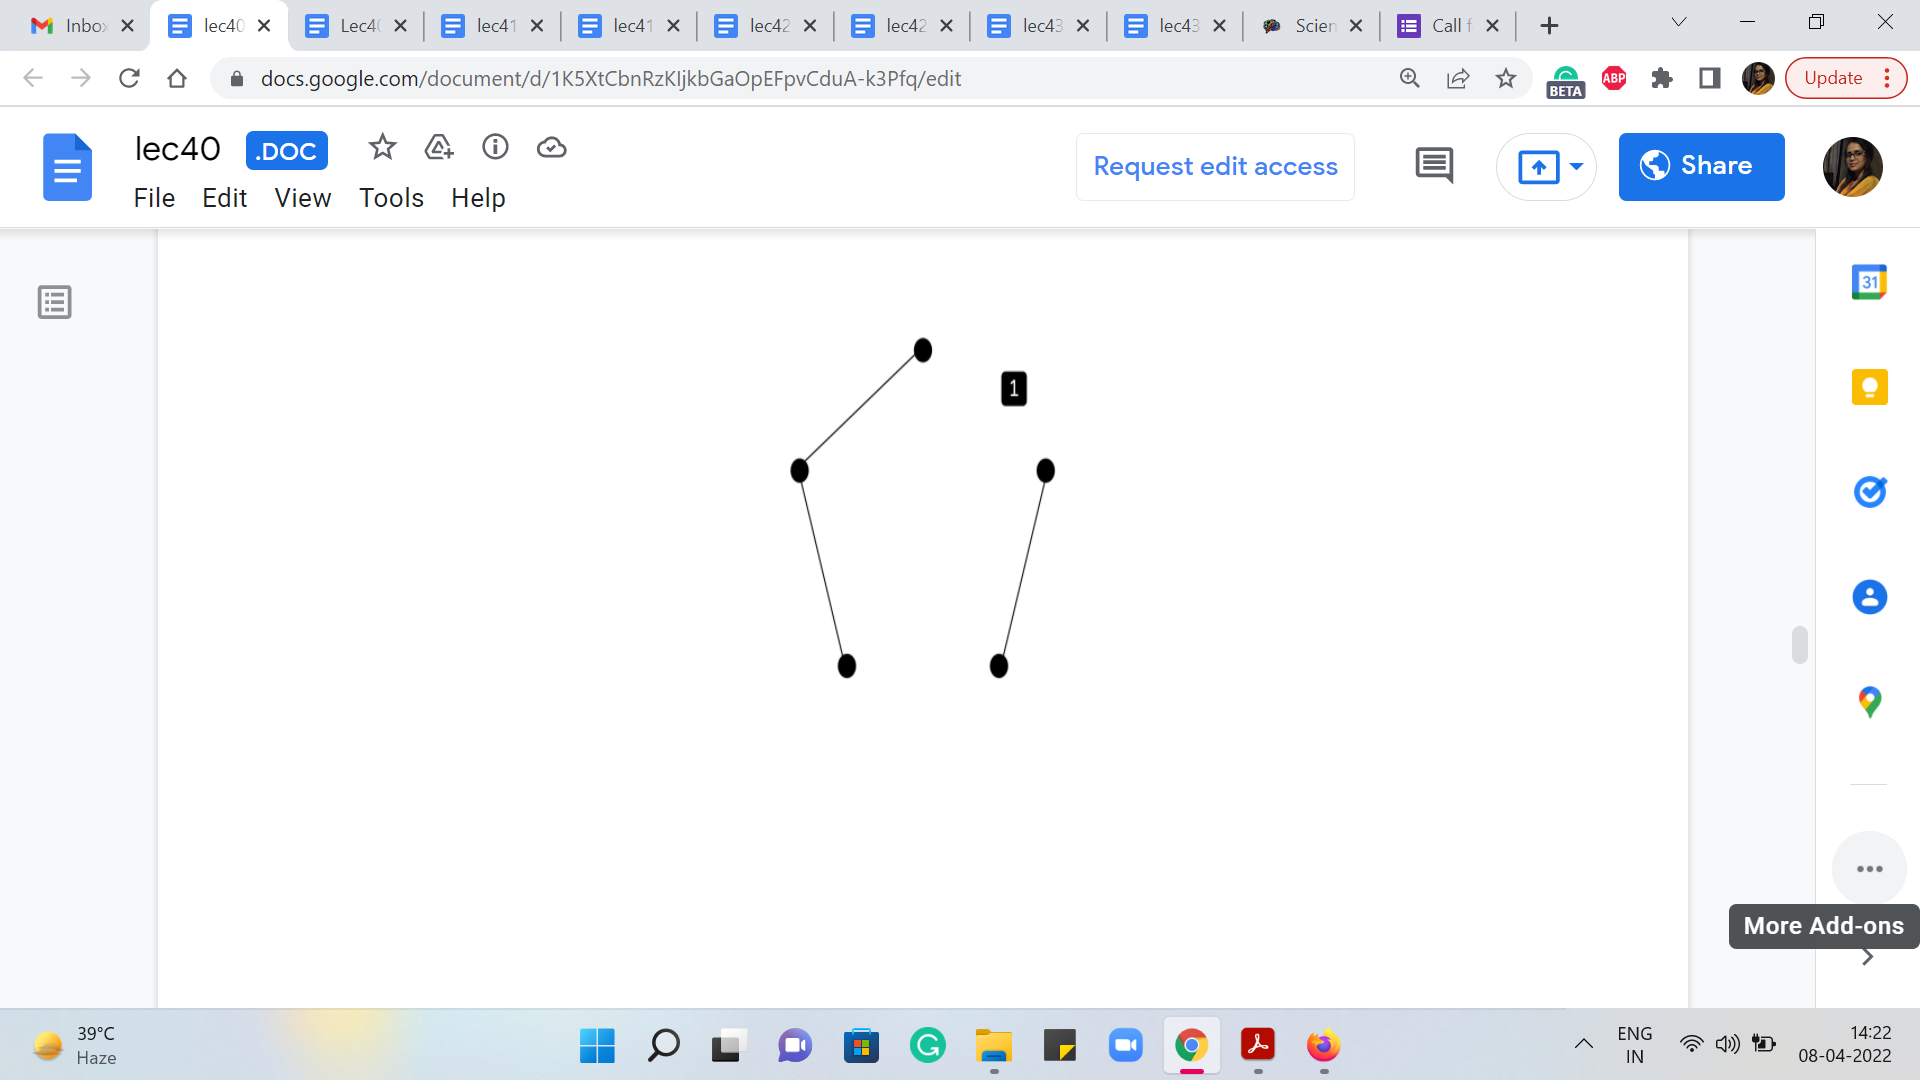 Inbox lec40 Lec40 lec41 lec41 lec42 lec42 lec43 lec43 Scien Call f
docs.google.com/document/d/1K5XtCbnRzKIjkbGaOpEFpvCduA-k3Pfq/edit
BETA
ABP
Update
lec40 .DOC
File Edit View Tools Help
Request edit access
Share
31
1
More Add-ons
39°C
Haze
ENG
IN
14:22
08-04-2022